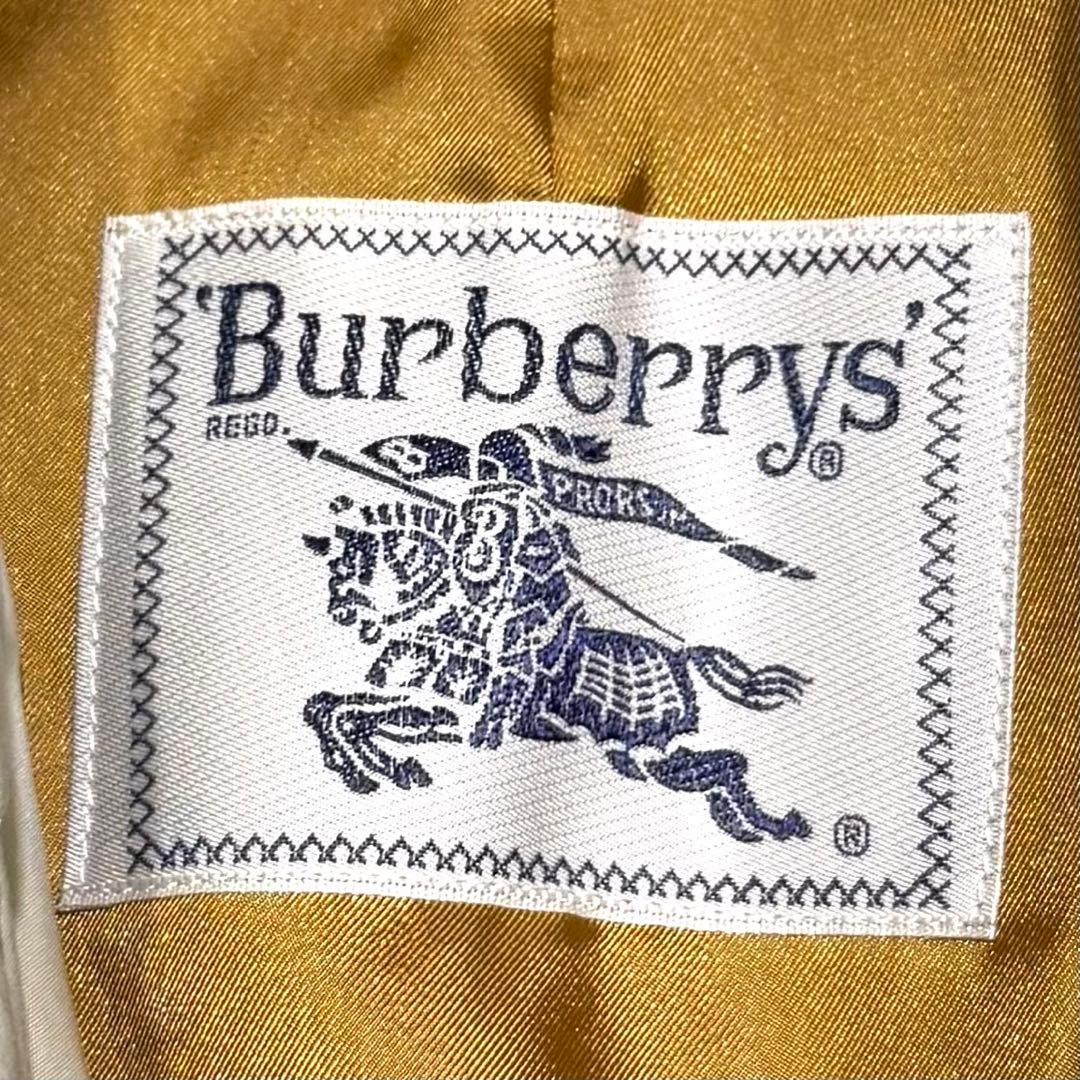 'Burberrys'
REGD.
®
PRORSUM
®